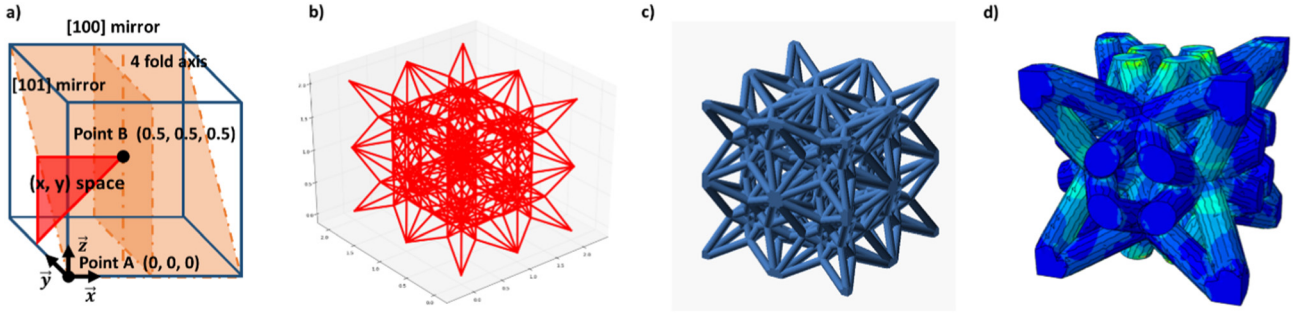 a)
[100] mirror
4 fold axis
[101] mirror
Point B (0.5, 0.5, 0.5)
(x, y) space
z
Point A (0, 0, 0)
y
x
b)
c)
d)